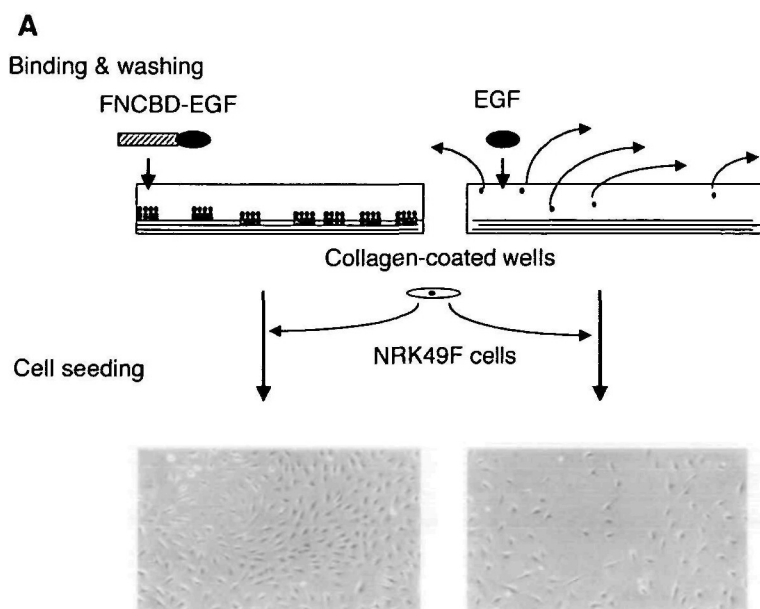 A
Binding & washing
FNCBD-EGF
EGF
Collagen-coated wells
NRK49F cells
Cell seeding